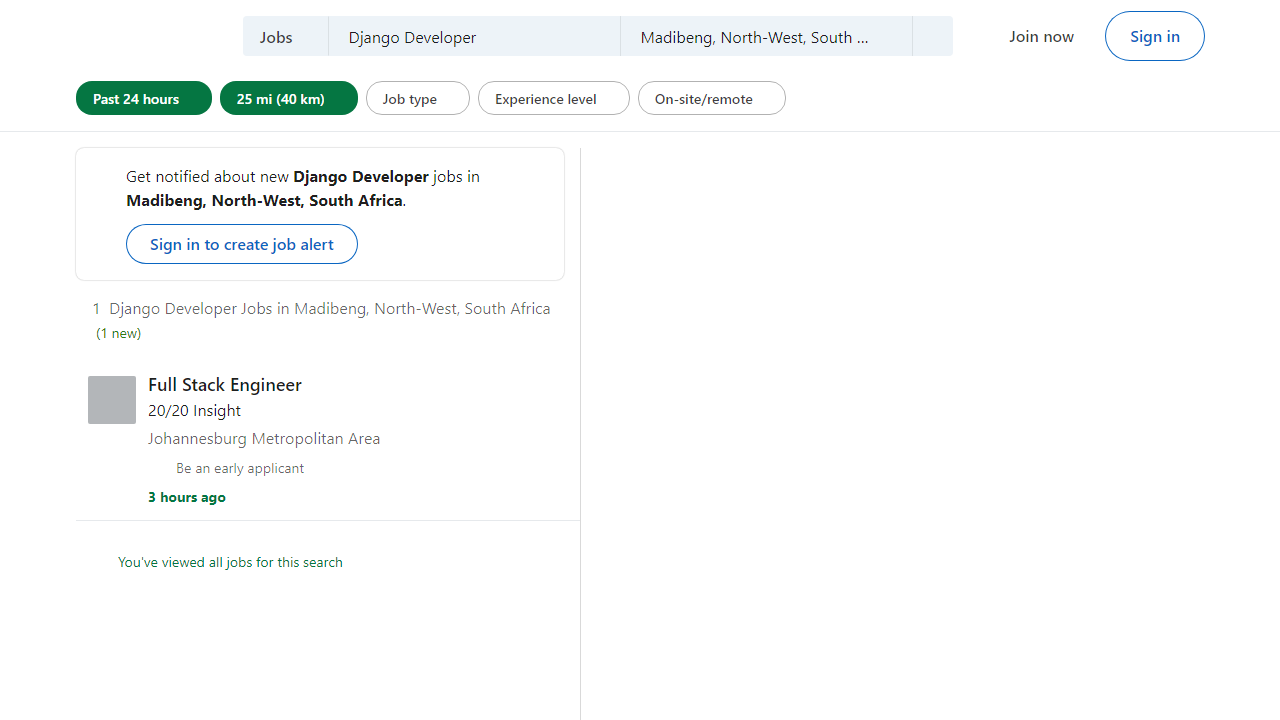 Jobs Django Developer Madibeng, North-West, South ... Join now Sign in
Past 24 hours 25 mi (40 km) Job type Experience level On-site/remote
Get notified about new Django Developer jobs in
Madibeng, North-West, South Africa.
Sign in to create job alert
1 Django Developer Jobs in Madibeng, North-West, South Africa
(1 new)
Full Stack Engineer
20/20 Insight
Johannesburg Metropolitan Area
Be an early applicant
3 hours ago
You've viewed all jobs for this search